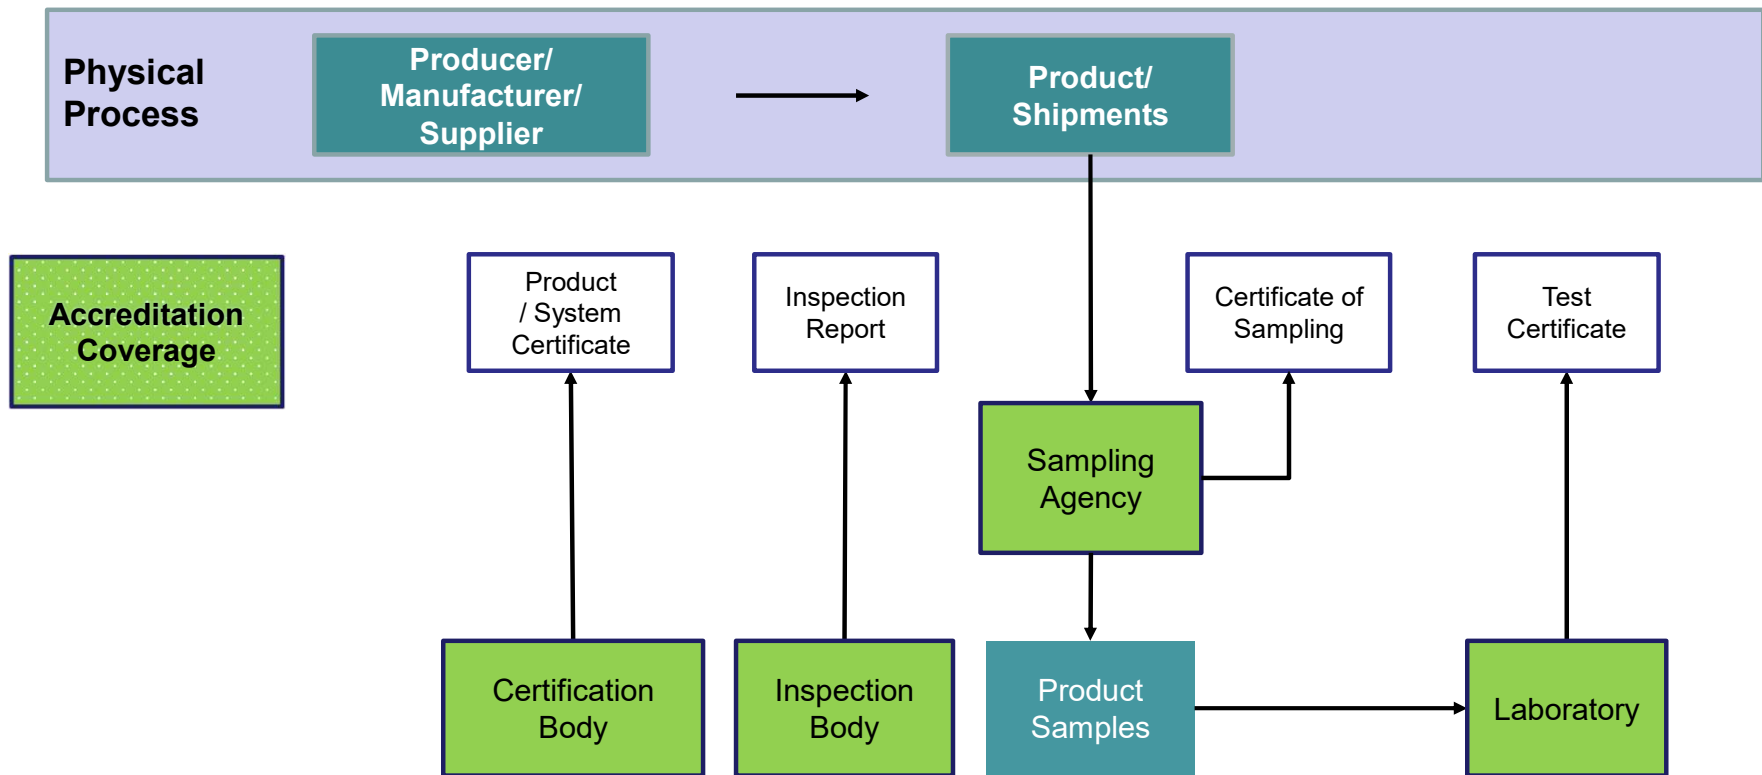 Physical
Process
Producer/
Manufacturer/
Supplier
Product/
Shipments
Accreditation
Coverage
Product
/ System
Certificate
Inspection
Report
Certificate of
Sampling
Test
Certificate
Sampling
Agency
Certification
Body
Inspection
Body
Product
Samples
Laboratory